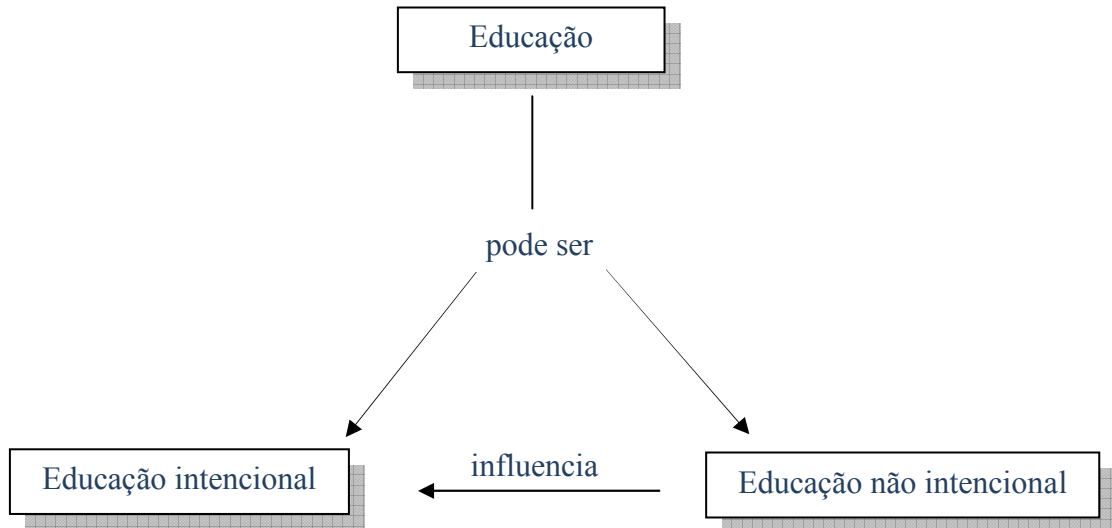 Educação
pode ser
Educação intencional
influencia
Educação não intencional